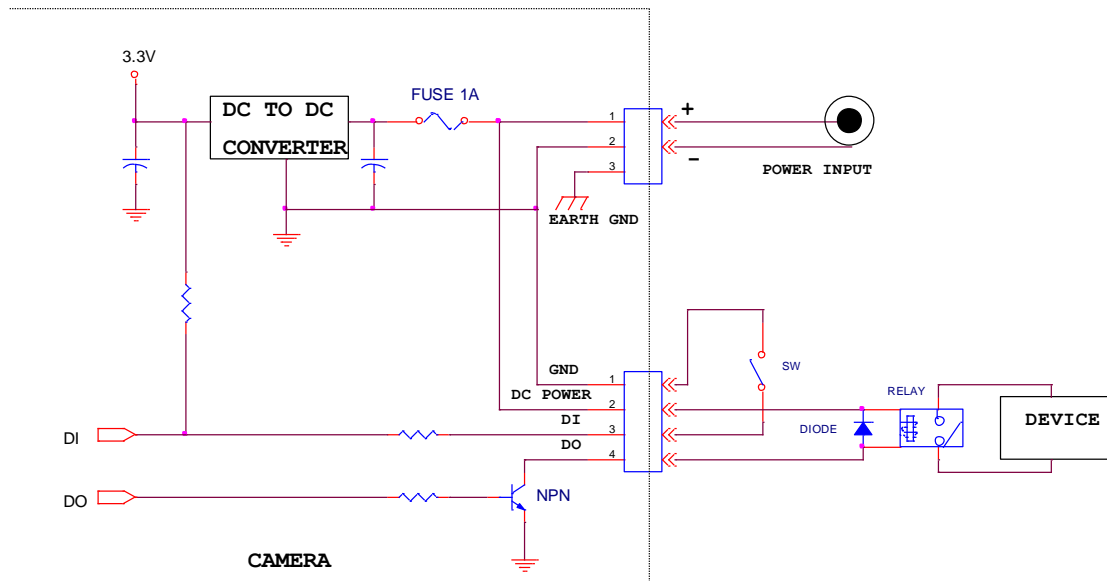 3.3V
FUSE 1A
DC TO DC
CONVERTER
1
2
3
+
-
POWER INPUT
EARTH GND
GND
DC POWER
DI
DO
1
2
3
4
SW
RELAY
DIODE
DEVICE
DI
DO
NPN
CAMERA